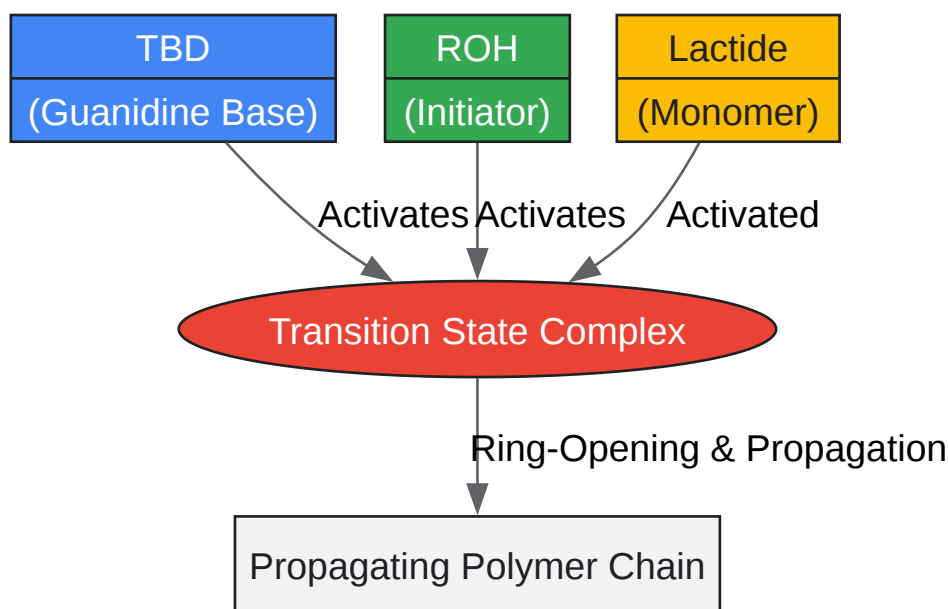 TBD
(Guanidine Base)
ROH
(Initiator)
Lactide
(Monomer)
Activates
Activates
Activated
Transition State Complex
Ring-Opening & Propagation
Propagating Polymer Chain